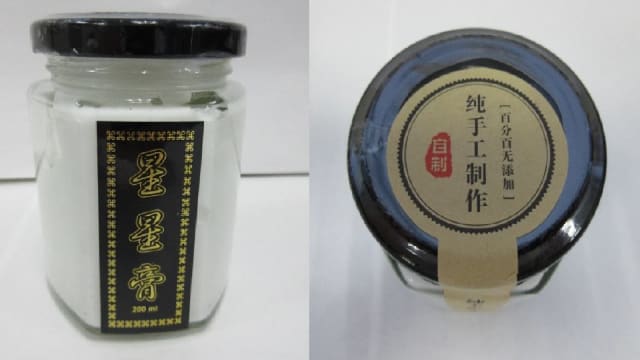 星星膏
200 ml
[百分百无添加]
纯手工制作
自制